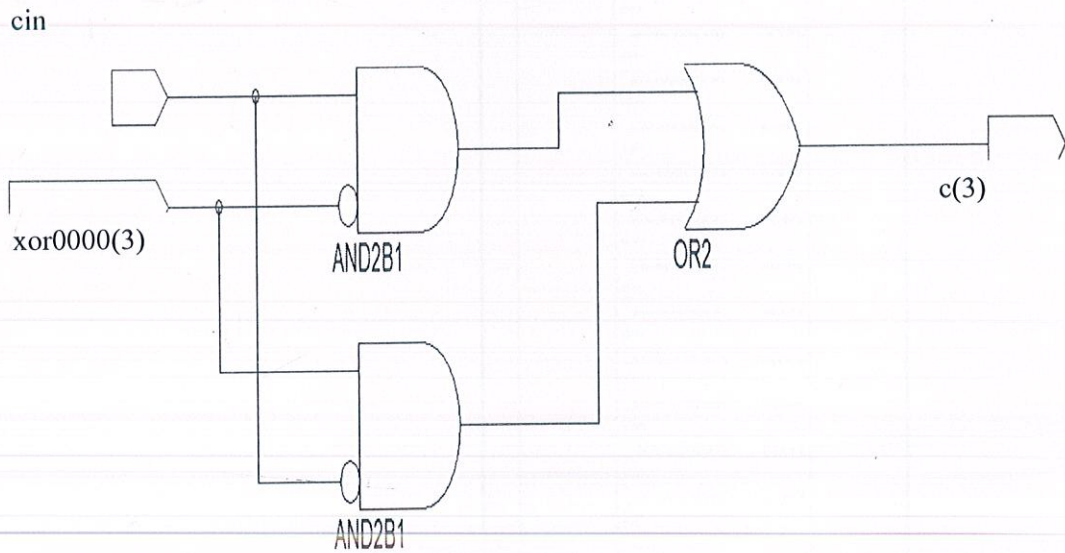 cin
xor0000(3)
AND2B1
OR2
c(3)
AND2B1